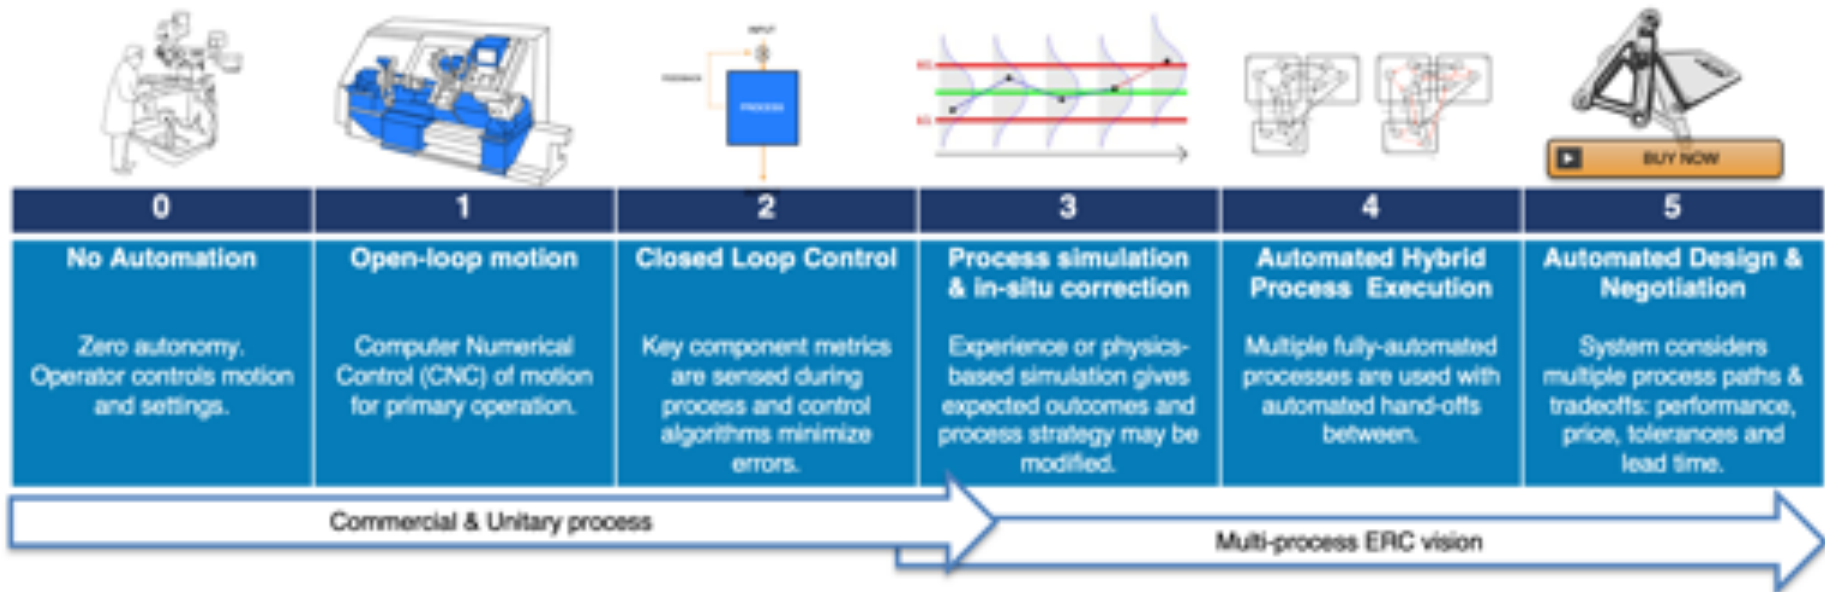 INPUT
FEEDBACK
PROCESS
BUY NOW
0
1
2
3
4
5
No Automation
Zero autonomy.
Operator controls motion
and settings.
Open-loop motion
Computer Numerical
Control (CNC) of motion
for primary operation.
Closed Loop Control
Key component metrics
are sensed during
process and control
algorithms minimize
errors.
Process simulation
& in-situ correction
Experience or physics-
based simulation gives
expected outcomes and
process strategy may be
modified.
Automated Hybrid
Process Execution
Multiple fully-automated
processes are used with
automated hand-offs
between.
Automated Design &
Negotiation
System considers
multiple process paths &
tradeoffs: performance,
price, tolerances and
lead time.
Commercial & Unitary process
Multi-process ERC vision